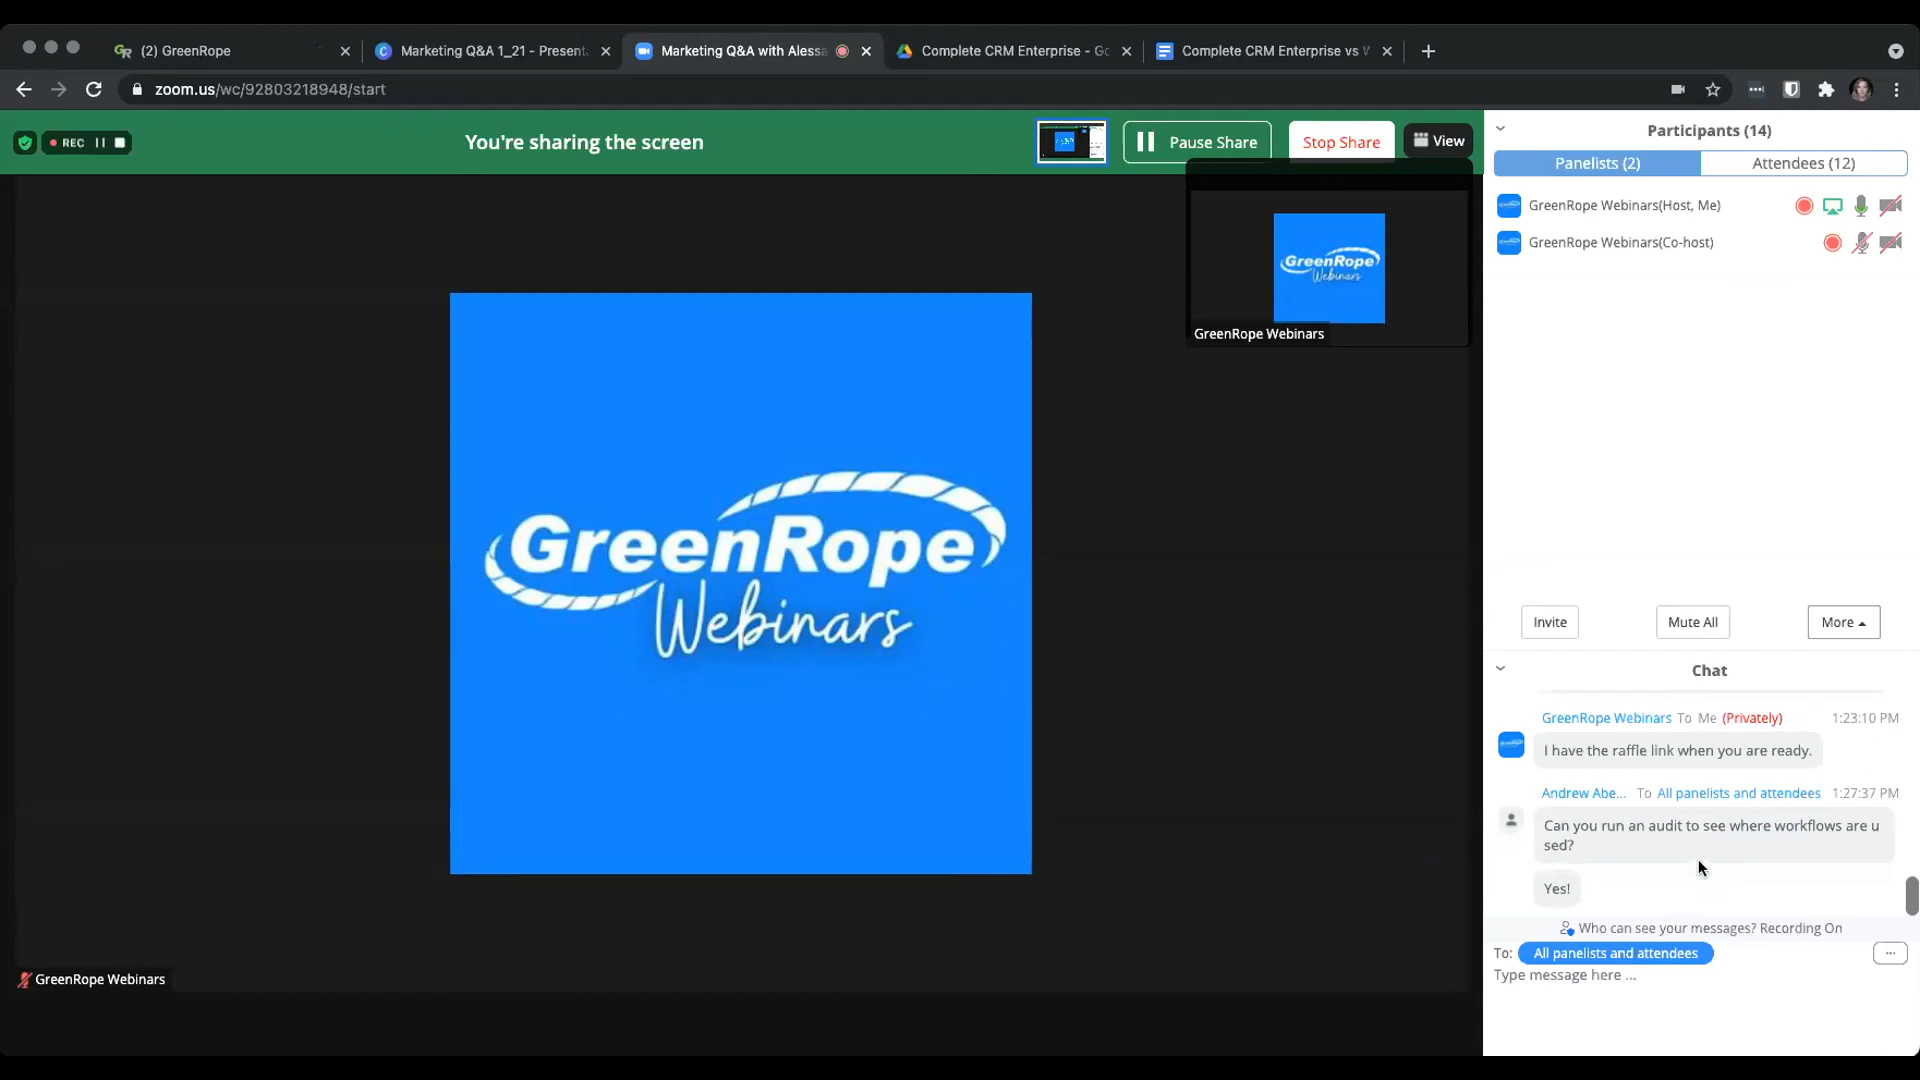 (2) GreenRope
Marketing Q&A 1_21 - Present
Marketing Q&A with Alessa
Complete CRM Enterprise - Go
Complete CRM Enterprise vs V
zoom.us/wc/92803218948/start
REC
You're sharing the screen
Pause Share
Stop Share
View
GreenRope
Webinars
GreenRope Webinars
GreenRope
Webinars
GreenRope Webinars
Participants (14)
Panelists (2)
Attendees (12)
GreenRope Webinars(Host, Me)
GreenRope Webinars(Co-host)
Invite
Mute All
More
Chat
GreenRope Webinars To Me (Privately) 1:23:10 PM
I have the raffle link when you are ready.
Andrew Abe... To All panelists and attendees 1:27:37 PM
Can you run an audit to see where workflows are u
sed?
Yes!
Who can see your messages? Recording On
To: All panelists and attendees
Type message here ...